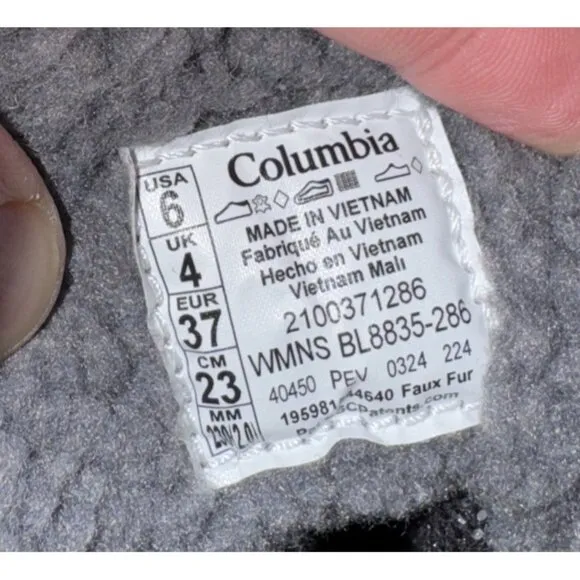 Columbia
USA
6
UK
4
EUR
37
CM
23
MM
MADE IN VIETNAM
Fabriqué Au Vietnam
Hecho en Vietnam
Vietnam Malı
2100371286
WMNS BL8835-286
40450 PEV 0324 224
Faux Fur